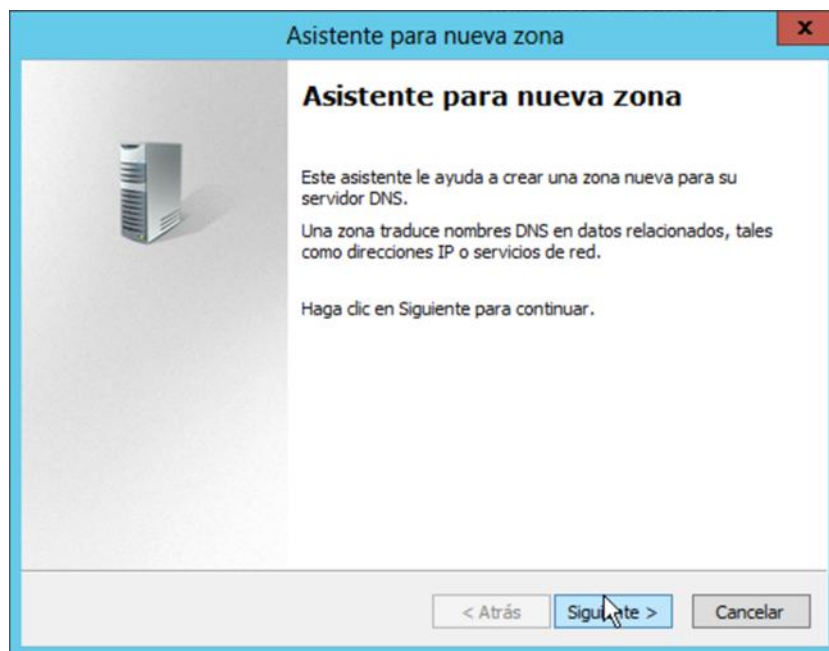 Asistente para nueva zona
x
Asistente para nueva zona
Este asistente le ayuda a crear una zona nueva para su
servidor DNS.
Una zona traduce nombres DNS en datos relacionados, tales
como direcciones IP o servicios de red.
Haga clic en Siguiente para continuar.
< Atrás Siguiente > Cancelar